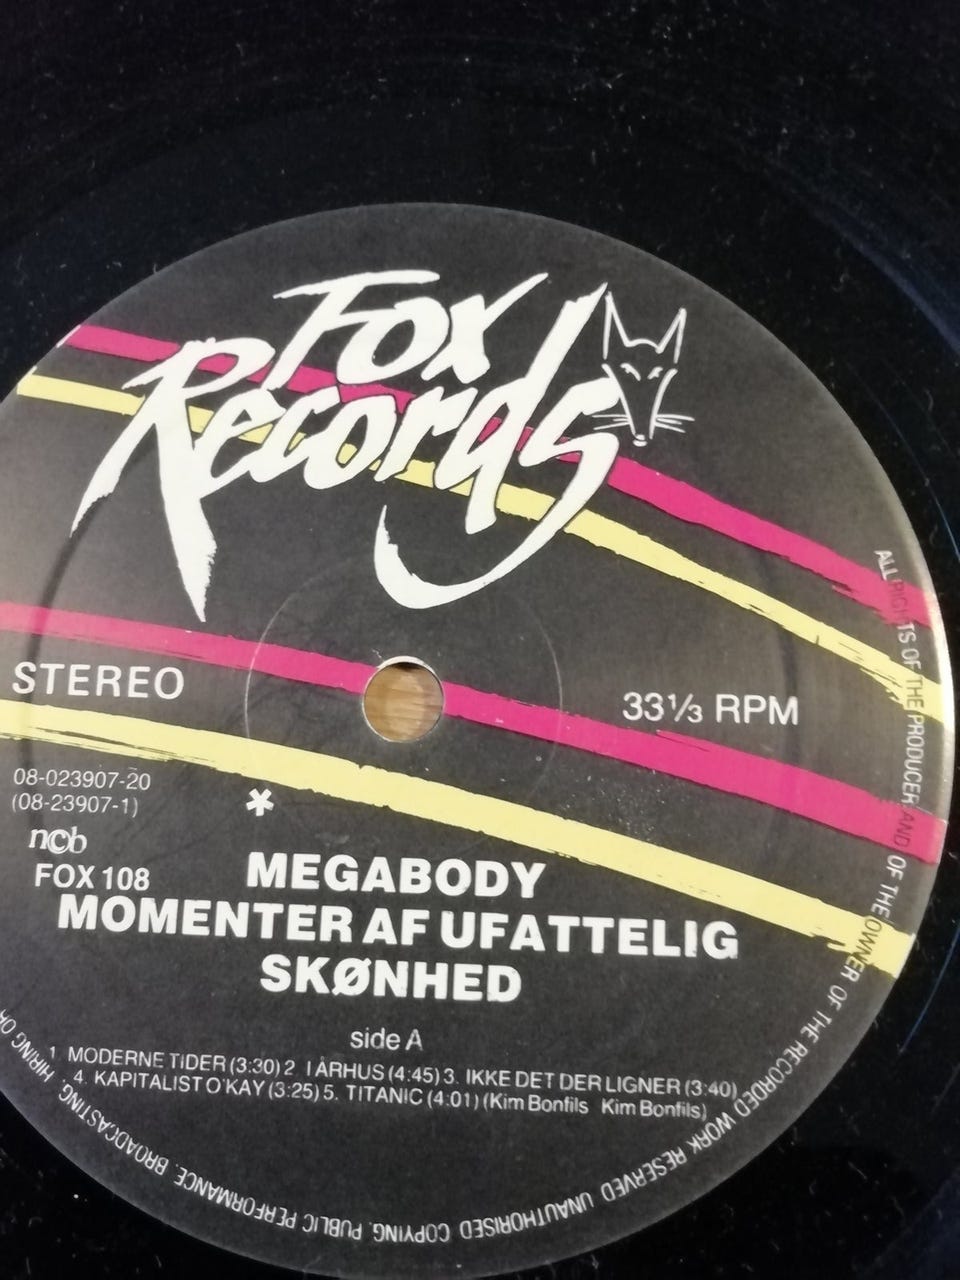 Fox
Records
STEREO
33⅓ RPM
08-023907-20
(08-23907-1)
ncb
FOX 108
*
MEGABODY
MOMENTER AF UFATTELIG
SKØNHED
side A
1. MODERNE TIDER (3:30) 2. I ÅRHUS (4:45) 3. IKKE DET DER LIGNER (3:40)
4. KAPITALIST O'KAY (3:25) 5. TITANIC (4:01) (Kim Bonfils Kim Bonfils)
ALL RIGHTS OF THE PRODUCER AND OF THE OWNER OF THE RECORDED WORK RESERVED UNAUTHORISED COPYING, PUBLIC PERFORMANCE, BROADCASTING, HIRING OR